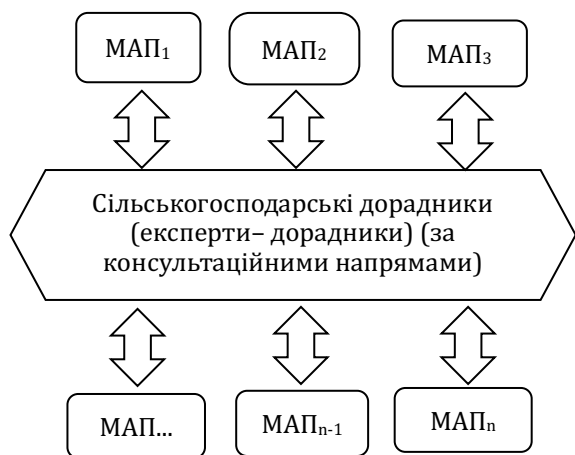 МАП₁ МАП₂ МАП₃
Сільськогосподарські дорадники
(експерти– дорадники) (за
консультаційними напрямами)
МАП... МАПₙ₋₁ МАПₙ